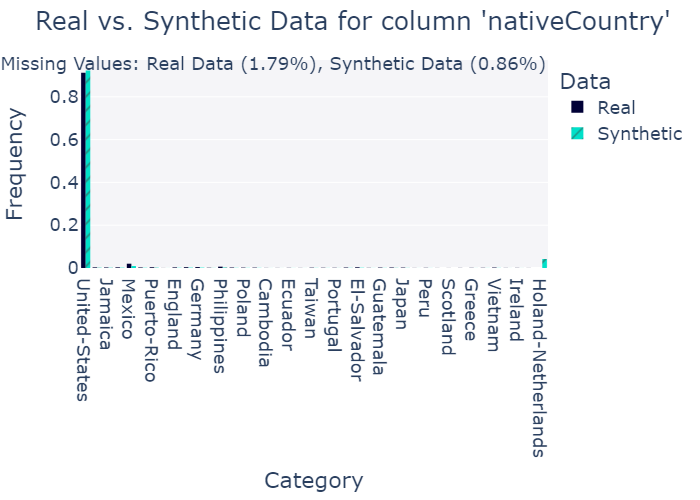 Real vs. Synthetic Data for column 'nativeCountry'
Missing Values: Real Data (1.79%), Synthetic Data (0.86%)
Data
Real
Synthetic
Frequency
0.8
0.6
0.4
0.2
0
United-States
Jamaica
Mexico
Puerto-Rico
England
Germany
Philippines
Poland
Cambodia
Ecuador
Taiwan
Portugal
El-Salvador
Guatemala
Japan
Peru
Scotland
Greece
Vietnam
Ireland
Holand-Netherlands
Category